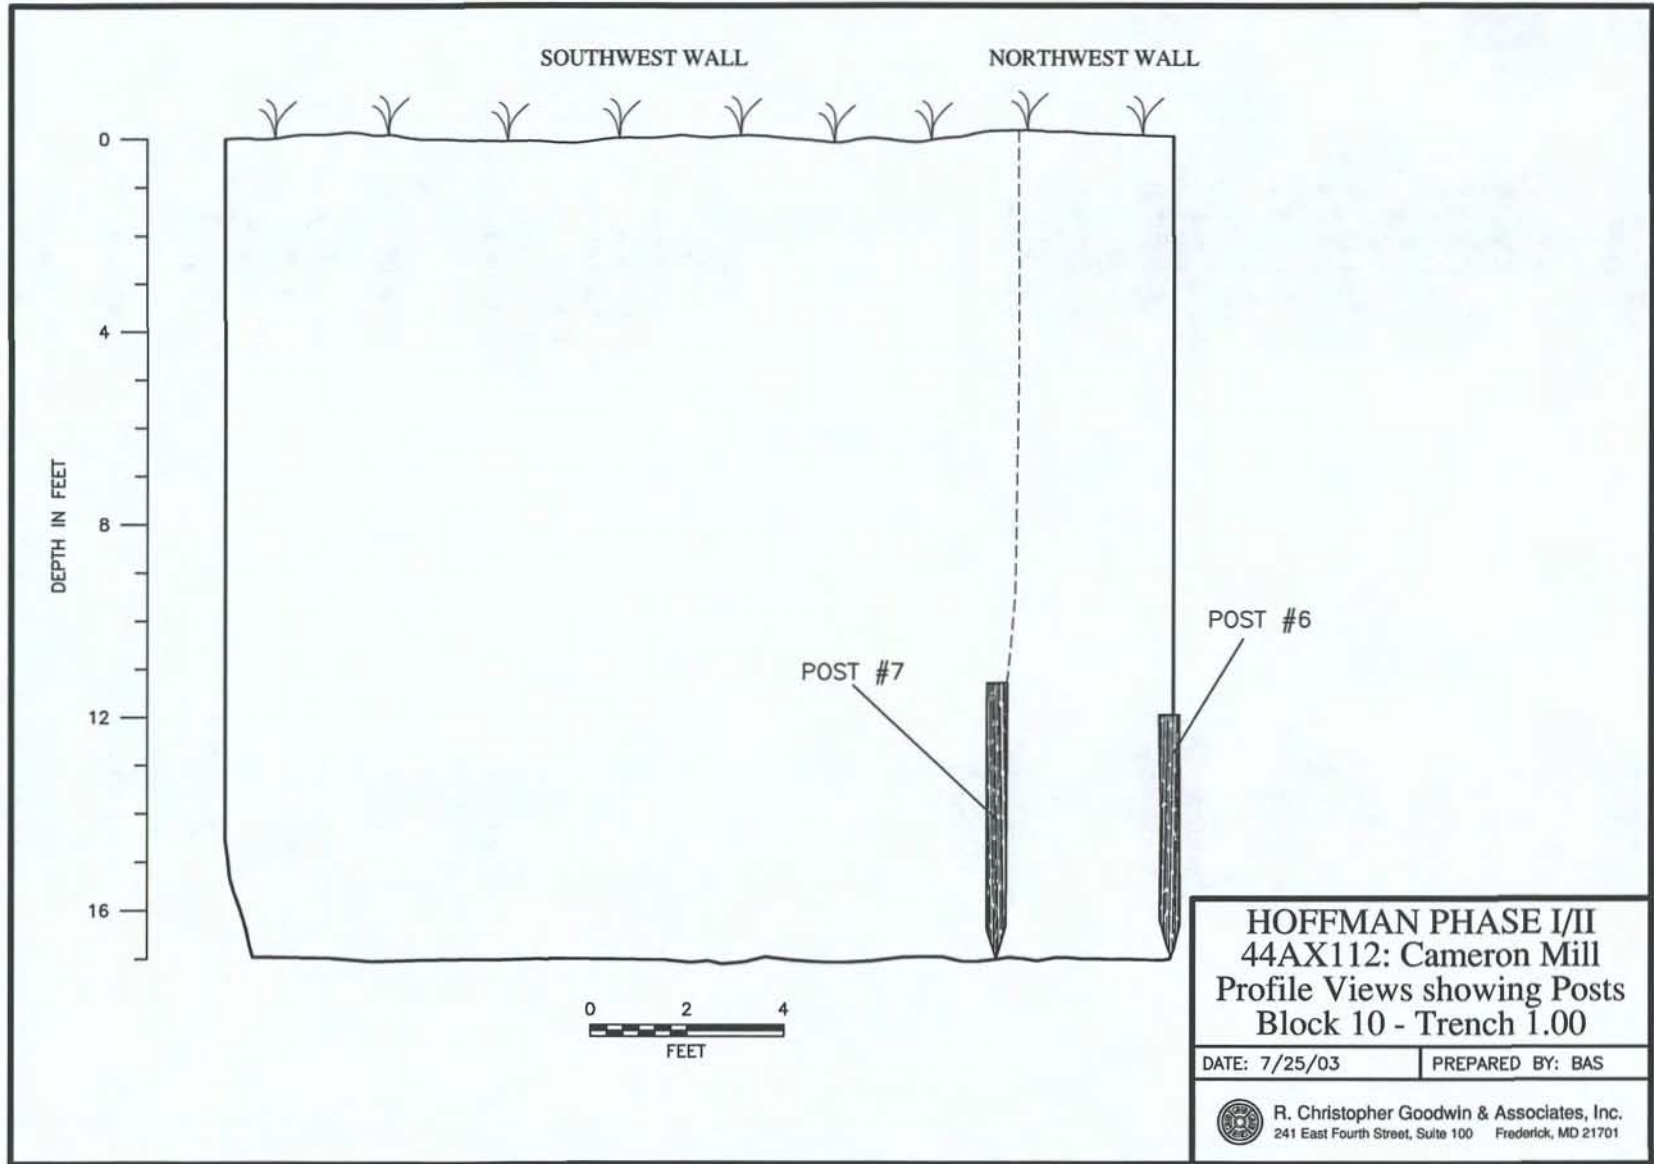 SOUTHWEST WALL
NORTHWEST WALL
0
4
8
12
16
DEPTH IN FEET
POST #7
POST #6
0 2 4
FEET
HOFFMAN PHASE I/II
44AX112: Cameron Mill
Profile Views showing Posts
Block 10 - Trench 1.00
DATE: 7/25/03
PREPARED BY: BAS
R. Christopher Goodwin & Associates, Inc.
241 East Fourth Street, Suite 100 Frederick, MD 21701